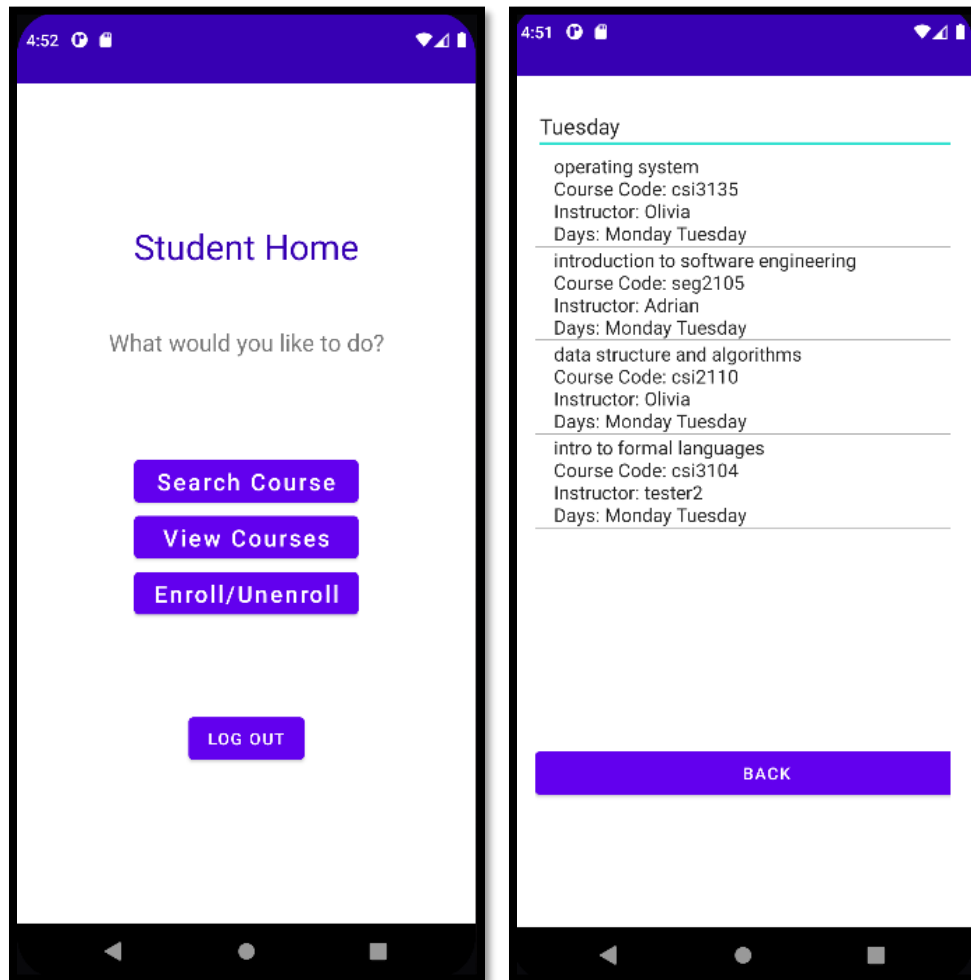 4:52
Student Home
What would you like to do?
Search Course
View Courses
Enroll/Unenroll
LOG OUT
4:51
Tuesday
operating system
Course Code: csi3135
Instructor: Olivia
Days: Monday Tuesday
introduction to software engineering
Course Code: seg2105
Instructor: Adrian
Days: Monday Tuesday
data structure and algorithms
Course Code: csi2110
Instructor: Olivia
Days: Monday Tuesday
intro to formal languages
Course Code: csi3104
Instructor: tester2
Days: Monday Tuesday
BACK